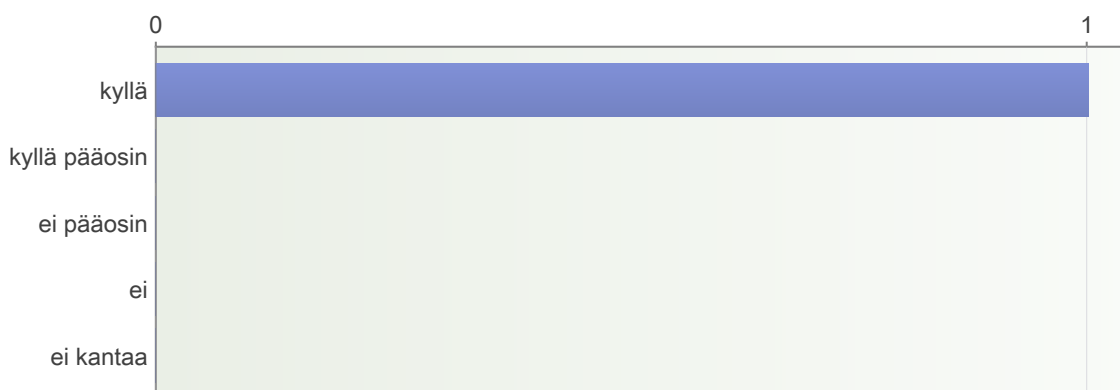 0 1
kyllä
kyllä pääosin
ei pääosin
ei
ei kantaa